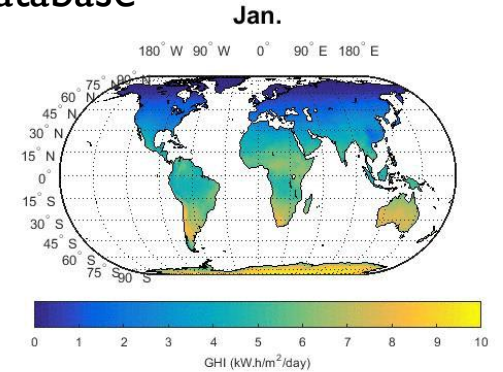 Jan.
180° W 90° W 0° 90° E 180° E
75° N
60° N
45° N
30° N
15° N
0°
15° S
30° S
45° S
60° S
75° S 90° S
0 1 2 3 4 5 6 7 8 9 10
GHI (kW.h/m²/day)